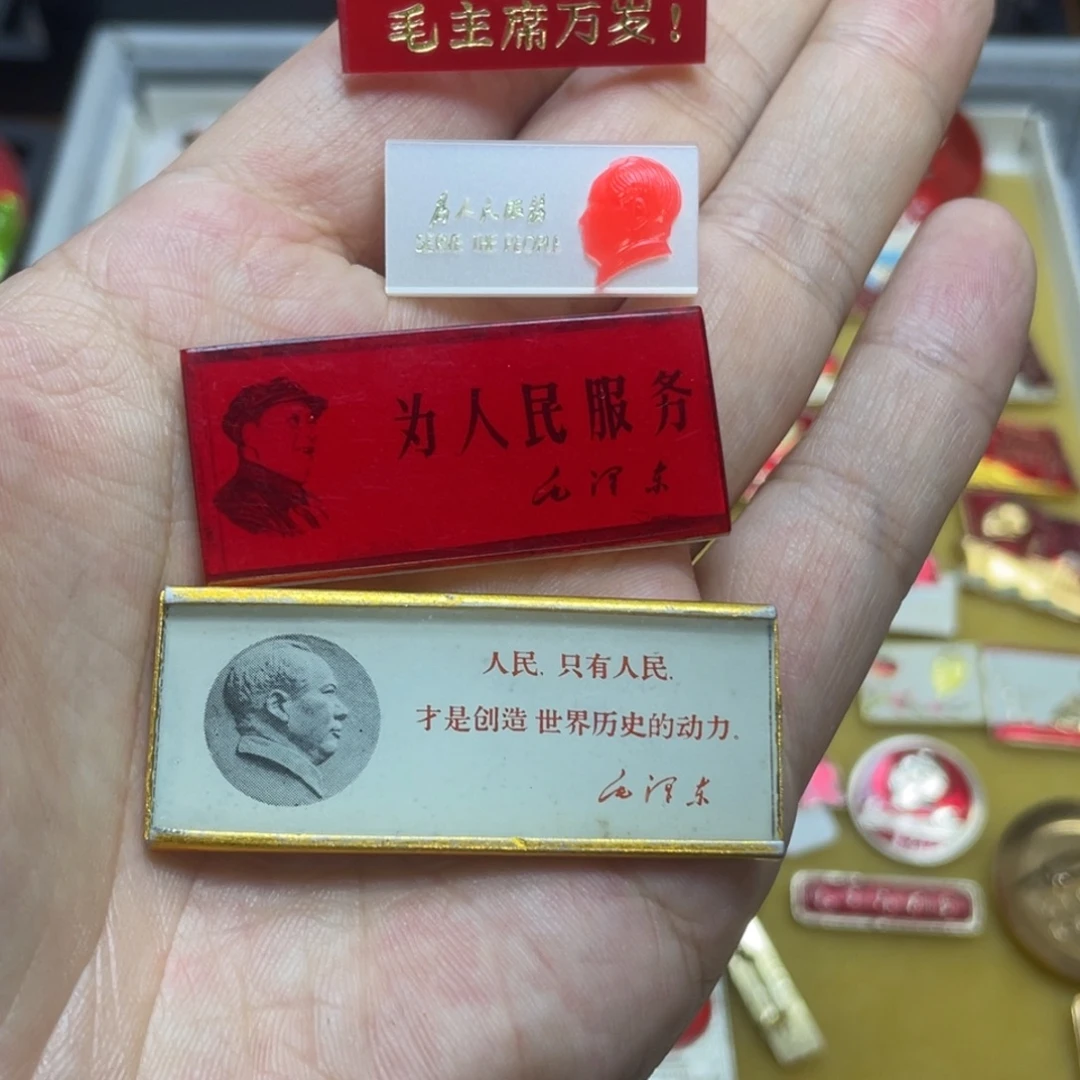 毛主席万岁!
为人民服务
SERVE THE PEOPLE
为人民服务
毛泽东
人民. 只有人民.
才是创造 世界历史的动力.
毛泽东